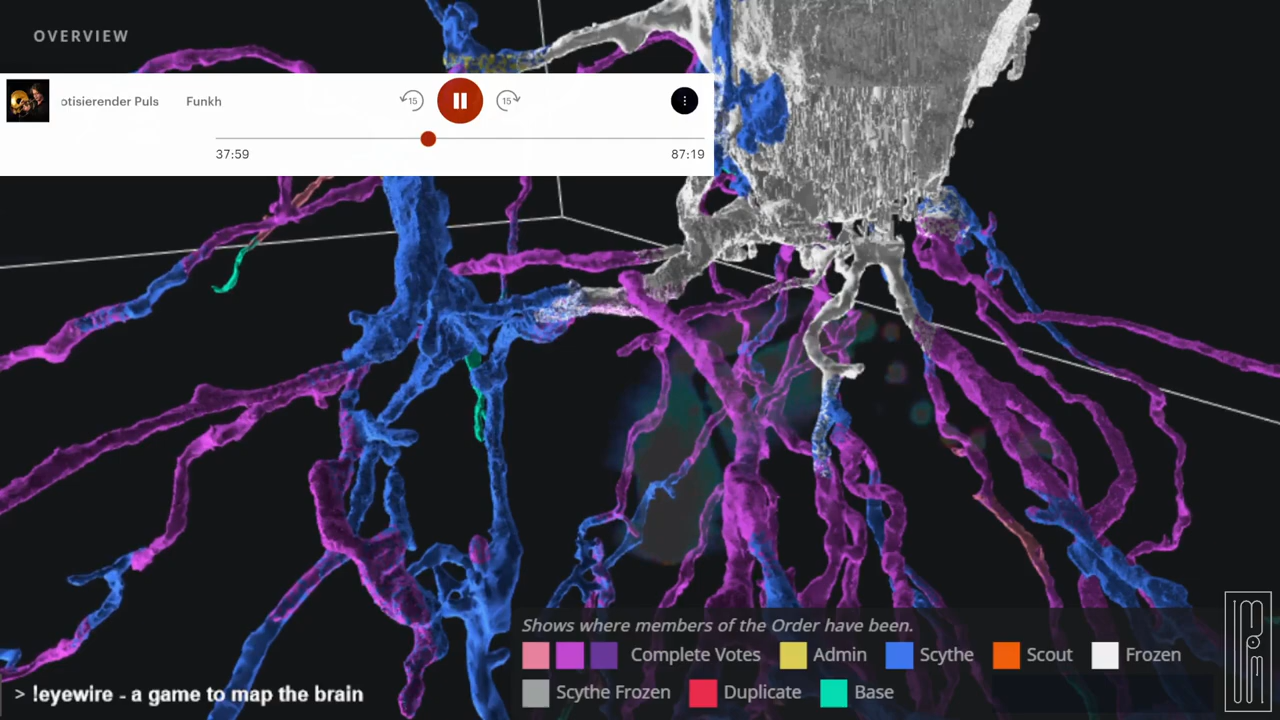 OVERVIEW
otisierender Puls Funkh
15 15
37:59 87:19
Shows where members of the Order have been.
Complete Votes Admin Scythe Scout Frozen
Scythe Frozen Duplicate Base
> !eyewire - a game to map the brain